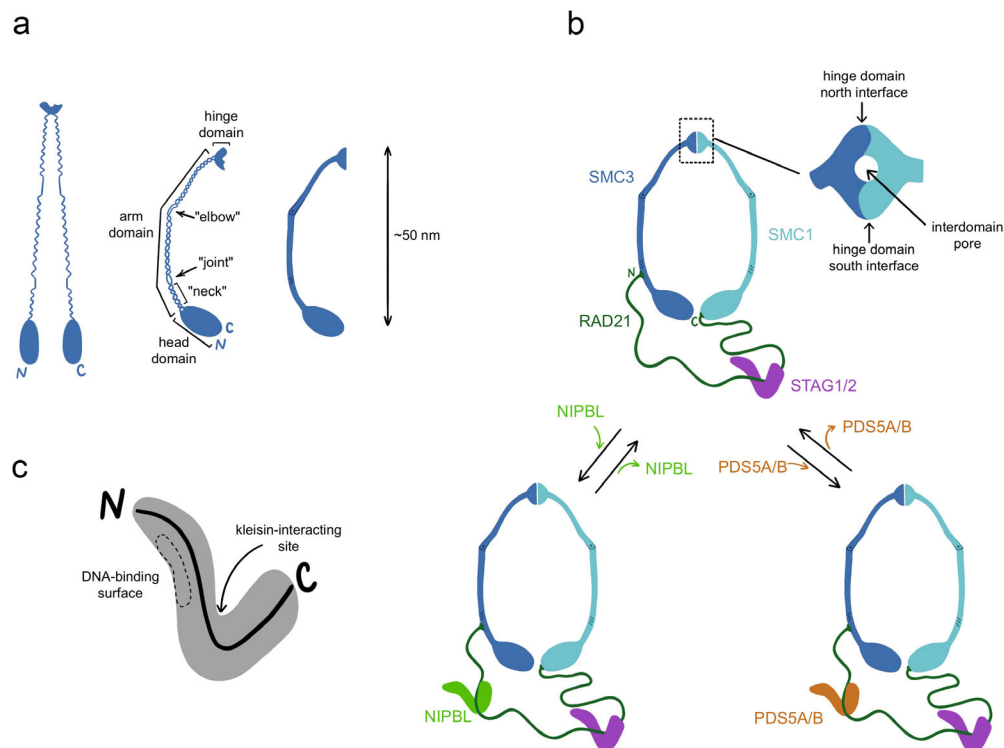 a
hinge
domain
arm
domain
"elbow"
"joint"
"neck"
head
domain
N
C
N
C
~50 nm
b
hinge domain
north interface
SMC3
SMC1
interdomain
pore
hinge domain
south interface
N
RAD21
C
STAG1/2
NIPBL
NIPBL
PDS5A/B
PDS5A/B
NIPBL
PDS5A/B
c
N
kleisin-interacting
site
C
DNA-binding
surface